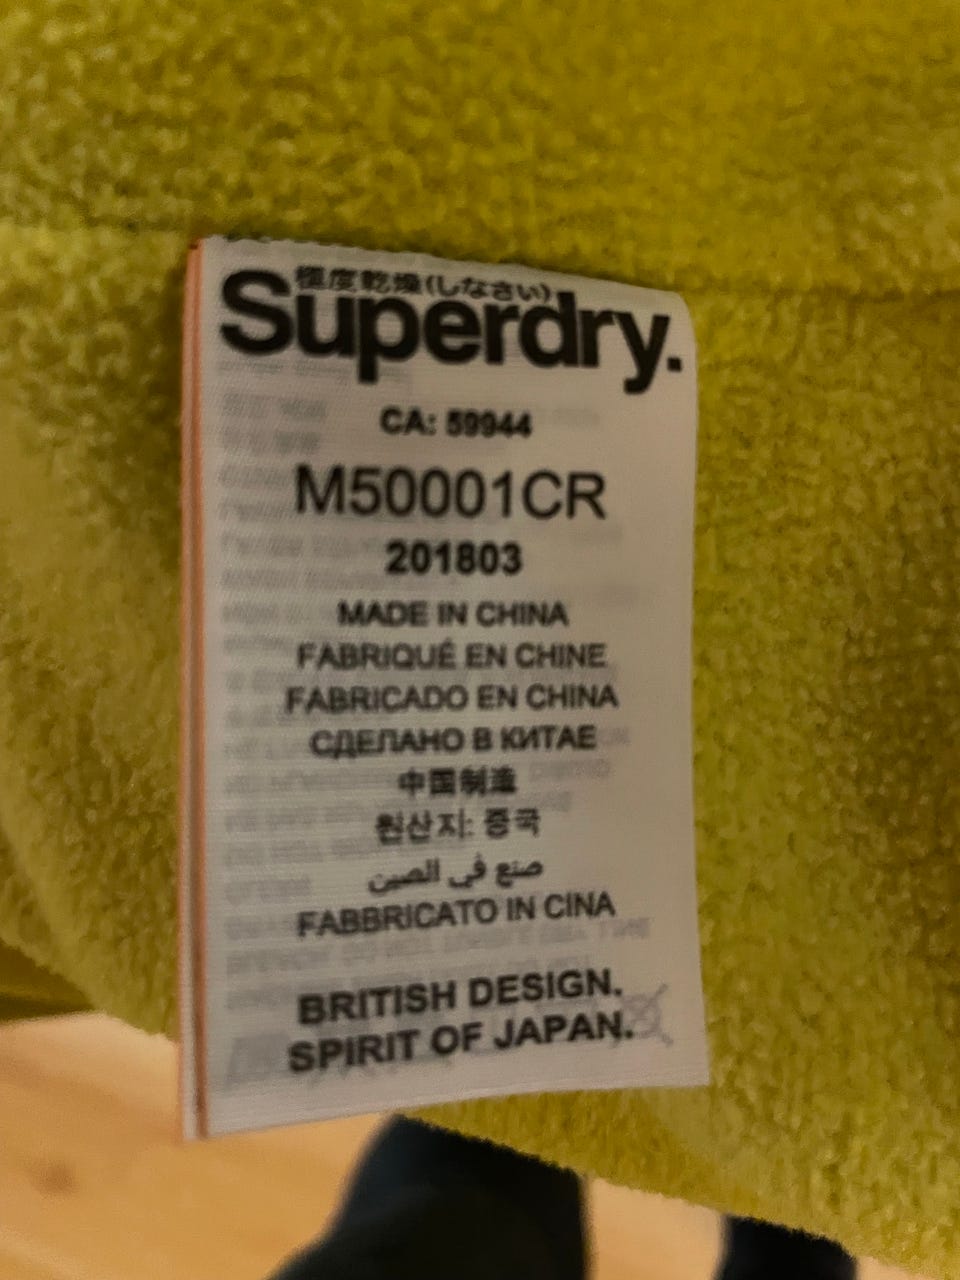 極度乾燥(しなさい)
Superdry.
CA: 59944
M50001CR
201803
MADE IN CHINA
FABRIQUÉ EN CHINE
FABRICADO EN CHINA
СДЕЛАНО В КИТАЕ
中国制造
원산지: 중국
صنع في الصين
FABBRICATO IN CINA
BRITISH DESIGN.
SPIRIT OF JAPAN.